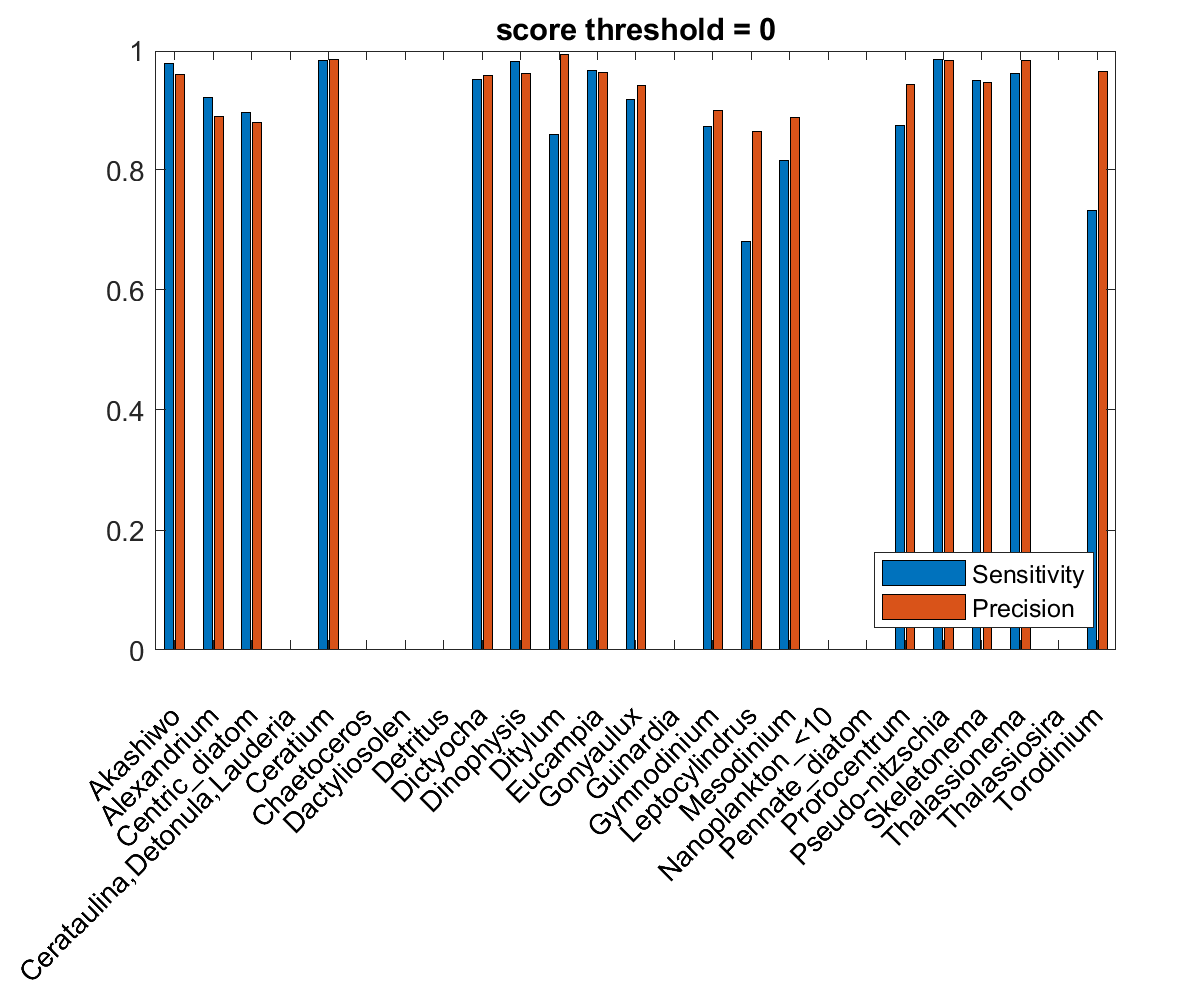 score threshold = 0
1
0.8
0.6
0.4
0.2
0
Sensitivity
Precision
Akashiwo
Alexandrium
Centric_diatom
Cerataulina,Detonula,Lauderia
Ceratium
Chaetoceros
Dactyliosolen
Detritus
Dictyocha
Dinophysis
Ditylum
Eucampia
Gonyaulux
Guinardia
Gymnodinium
Leptocylindrus
Mesodinium
Nanoplankton_<10
Pennate_diatom
Prorocentrum
Pseudo-nitzschia
Skeletonema
Thalassionema
Thalassiosira
Torodinium